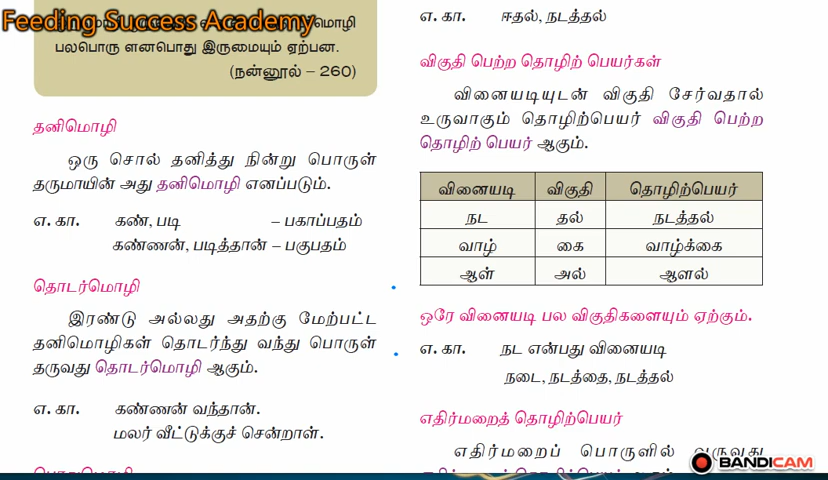 Feeding Success Academy
பலபொரு ளனபொது இருமையும் ஏற்பன.
(நன்னூல் – 260)
தனிமொழி
ஒரு சொல் தனித்து நின்று பொருள்
தருமாயின் அது தனிமொழி எனப்படும்.
எ. கா. கண், படி – பகாப்பதம்
கண்ணன், படித்தான் – பகுபதம்
தொடர்மொழி
இரண்டு அல்லது அதற்கு மேற்பட்ட
தனிமொழிகள் தொடர்ந்து வந்து பொருள்
தருவது தொடர்மொழி ஆகும்.
எ. கா. கண்ணன் வந்தான்.
மலர் வீட்டுக்குச் சென்றாள்.
எ. கா. ஈதல், நடத்தல்
விகுதி பெற்ற தொழிற் பெயர்கள்
வினையடியுடன் விகுதி சேர்வதால்
உருவாகும் தொழிற்பெயர் விகுதி பெற்ற
தொழிற் பெயர் ஆகும்.
வினையடி விகுதி தொழிற்பெயர்
நட தல் நடத்தல்
வாழ் கை வாழ்க்கை
ஆள் அல் ஆளல்
ஒரே வினையடி பல விகுதிகளையும் ஏற்கும்.
எ. கா. நட என்பது வினையடி
நடை, நடத்தை, நடத்தல்
எதிர்மறைத் தொழிற்பெயர்
எதிர்மறைப் பொருளில் வருவது
BANDICAM